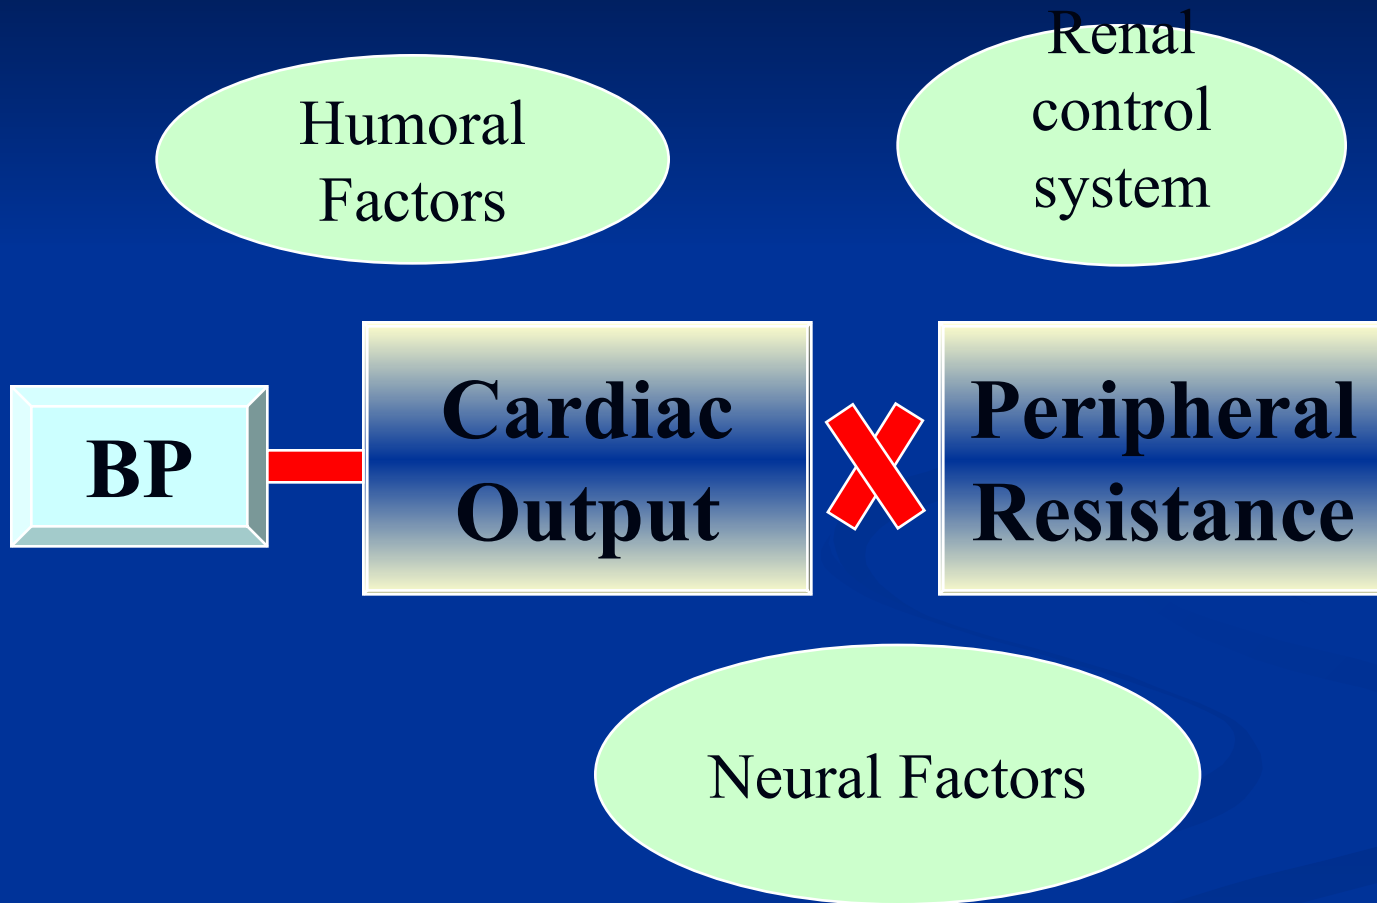 Humoral
Factors
Renal
control
system
BP
Cardiac
Output
Peripheral
Resistance
Neural Factors